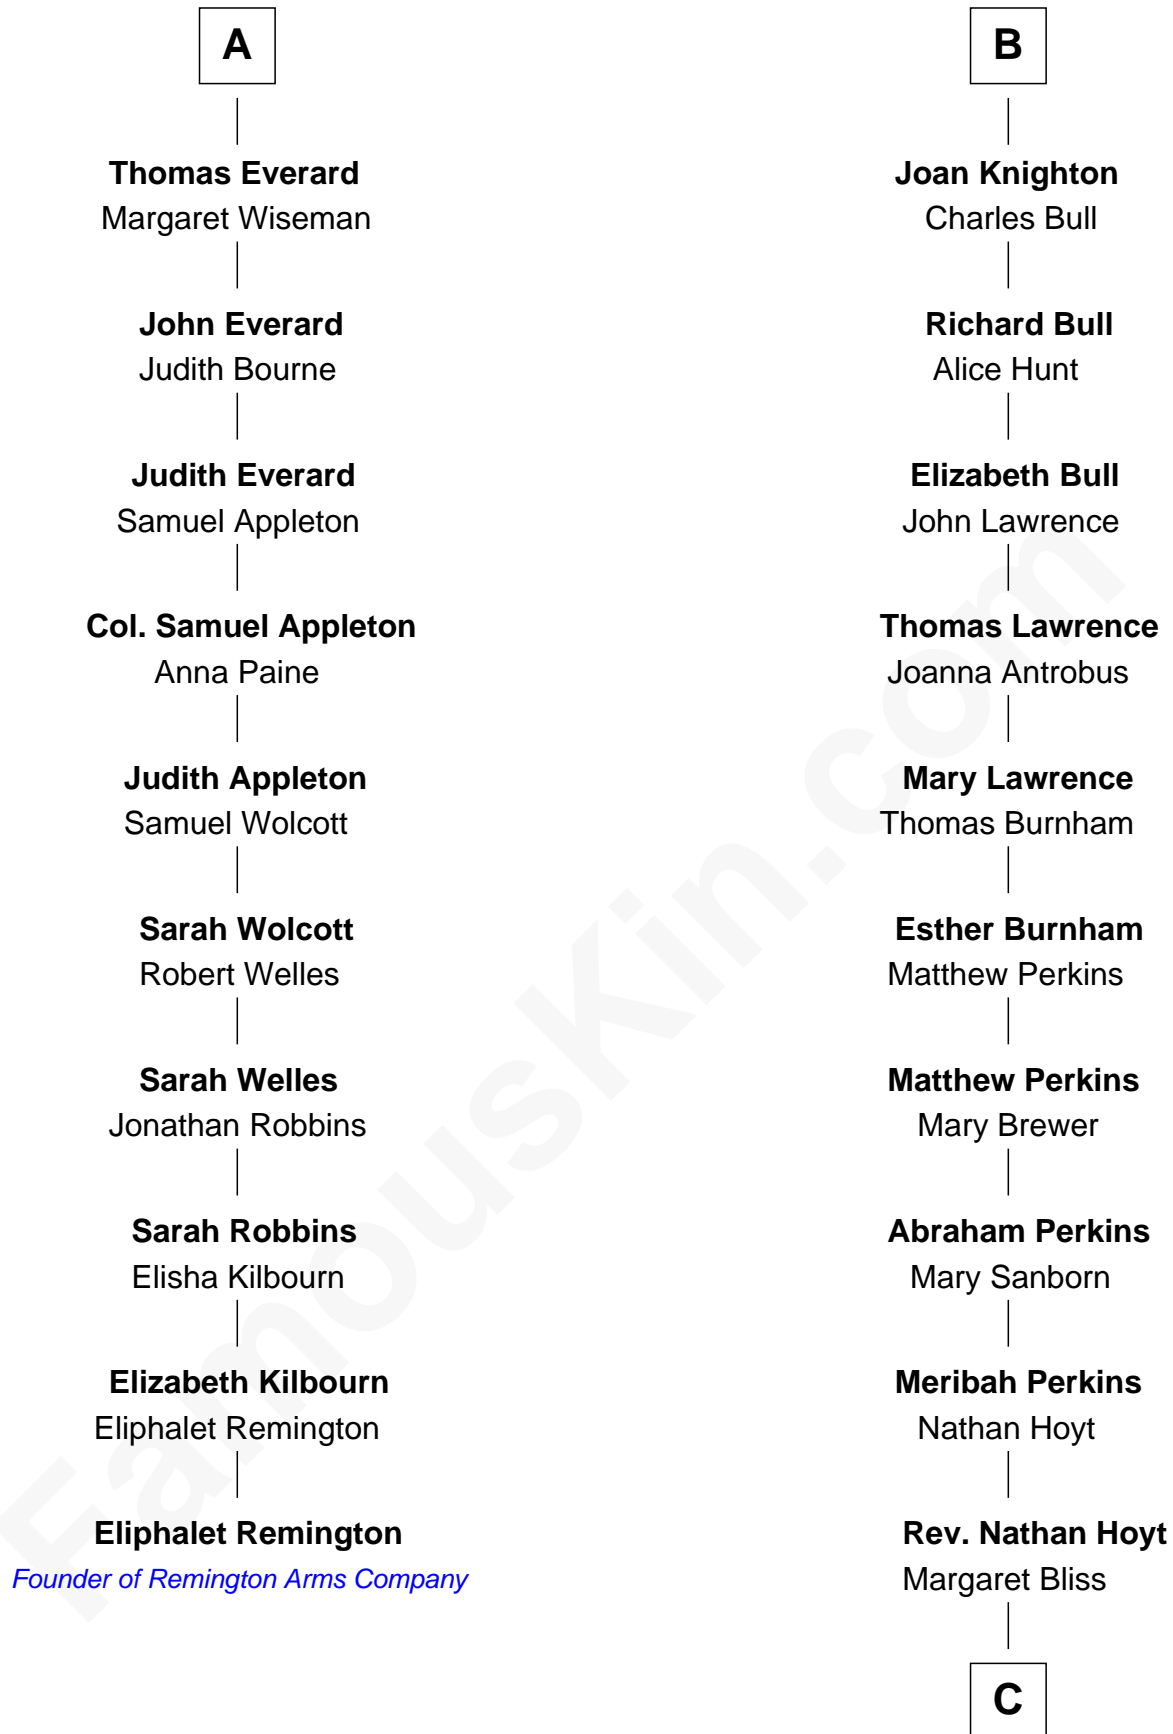 A
Thomas Everard
Margaret Wiseman
John Everard
Judith Bourne
Judith Everard
Samuel Appleton
Col. Samuel Appleton
Anna Paine
Judith Appleton
Samuel Wolcott
Sarah Wolcott
Robert Welles
Sarah Welles
Jonathan Robbins
Sarah Robbins
Elisha Kilbourn
Elizabeth Kilbourn
Eliphalet Remington
Eliphalet Remington
Founder of Remington Arms Company
B
Joan Knighton
Charles Bull
Richard Bull
Alice Hunt
Elizabeth Bull
John Lawrence
Thomas Lawrence
Joanna Antrobus
Mary Lawrence
Thomas Burnham
Esther Burnham
Matthew Perkins
Matthew Perkins
Mary Brewer
Abraham Perkins
Mary Sanborn
Meribah Perkins
Nathan Hoyt
Rev. Nathan Hoyt
Margaret Bliss
C
FamousKin.com